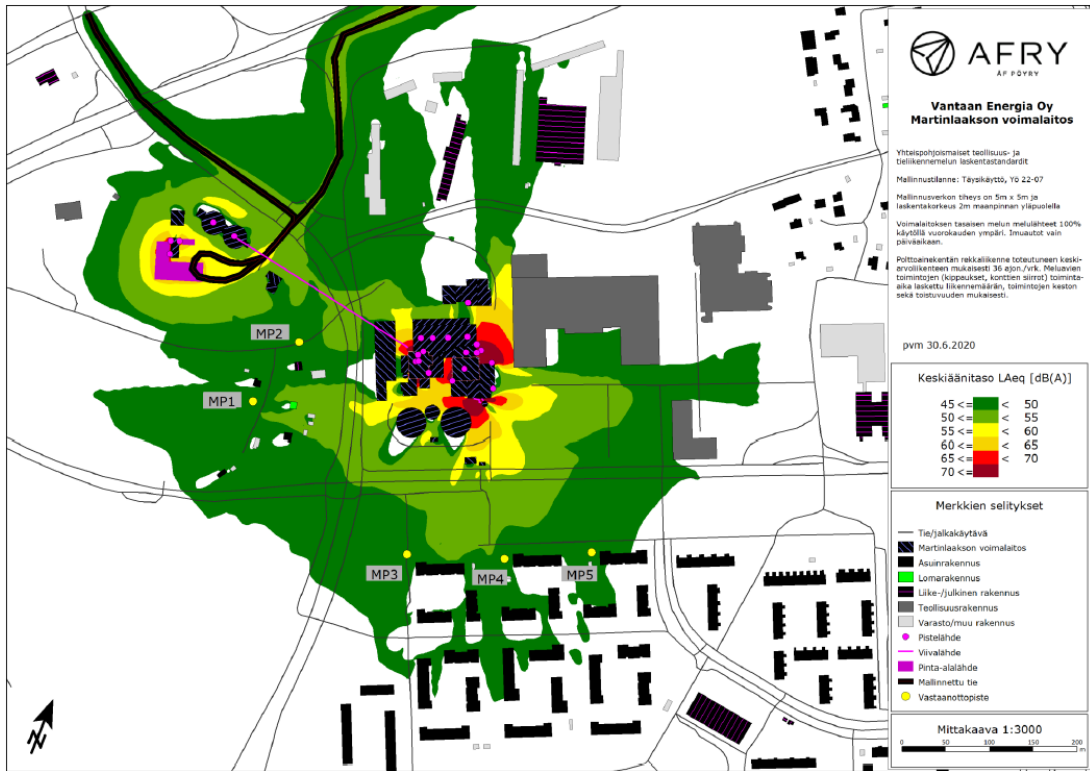 AFRY
ÅF PÖYRY
Vantaan Energia Oy
Martinlaakson voimalaitos
Yhteispohjoismaiset teollisuus- ja
tieliikennemelun laskentastandardit
Mallinnustilanne: Täysikäyttö, Yö 22-07
Mallinnusverkon tiheys on 5m x 5m ja
laskentakorkeus 2m maanpinnan yläpuolella
Voimalaitoksen tasaisen melun melulähteet 100%
käytöllä vuorokauden ympäri. Imuautot vain
päiväaikaan.
Polttoainekentän rekkaliikenne toteutuneen keski-
arvoliikenteen mukaisesti 36 ajon./vrk. Meluavien
toimintojen (kippaukset, konttien siirrot) toiminta-
aika laskettu liikennemäärän, toimintojen keston
sekä toistuvuuden mukaisesti.
pvm 30.6.2020
Keskiäänitaso LAeq [dB(A)]
45 <= < 50
50 <= < 55
55 <= < 60
60 <= < 65
65 <= < 70
70 <=
Merkkien selitykset
Tie/jalkakäytävä
Martinlaakson voimalaitos
Asuinrakennus
Lomarakennus
Liike-/julkinen rakennus
Teollisuusrakennus
Varasto/muu rakennus
Pistelähde
Viivalähde
Pinta-alalähde
Mallinnettu tie
Vastaanottopiste
Mittakaava 1:3000
0 50 100 150 200
m
MP2
MP1
MP3
MP4
MP5
N